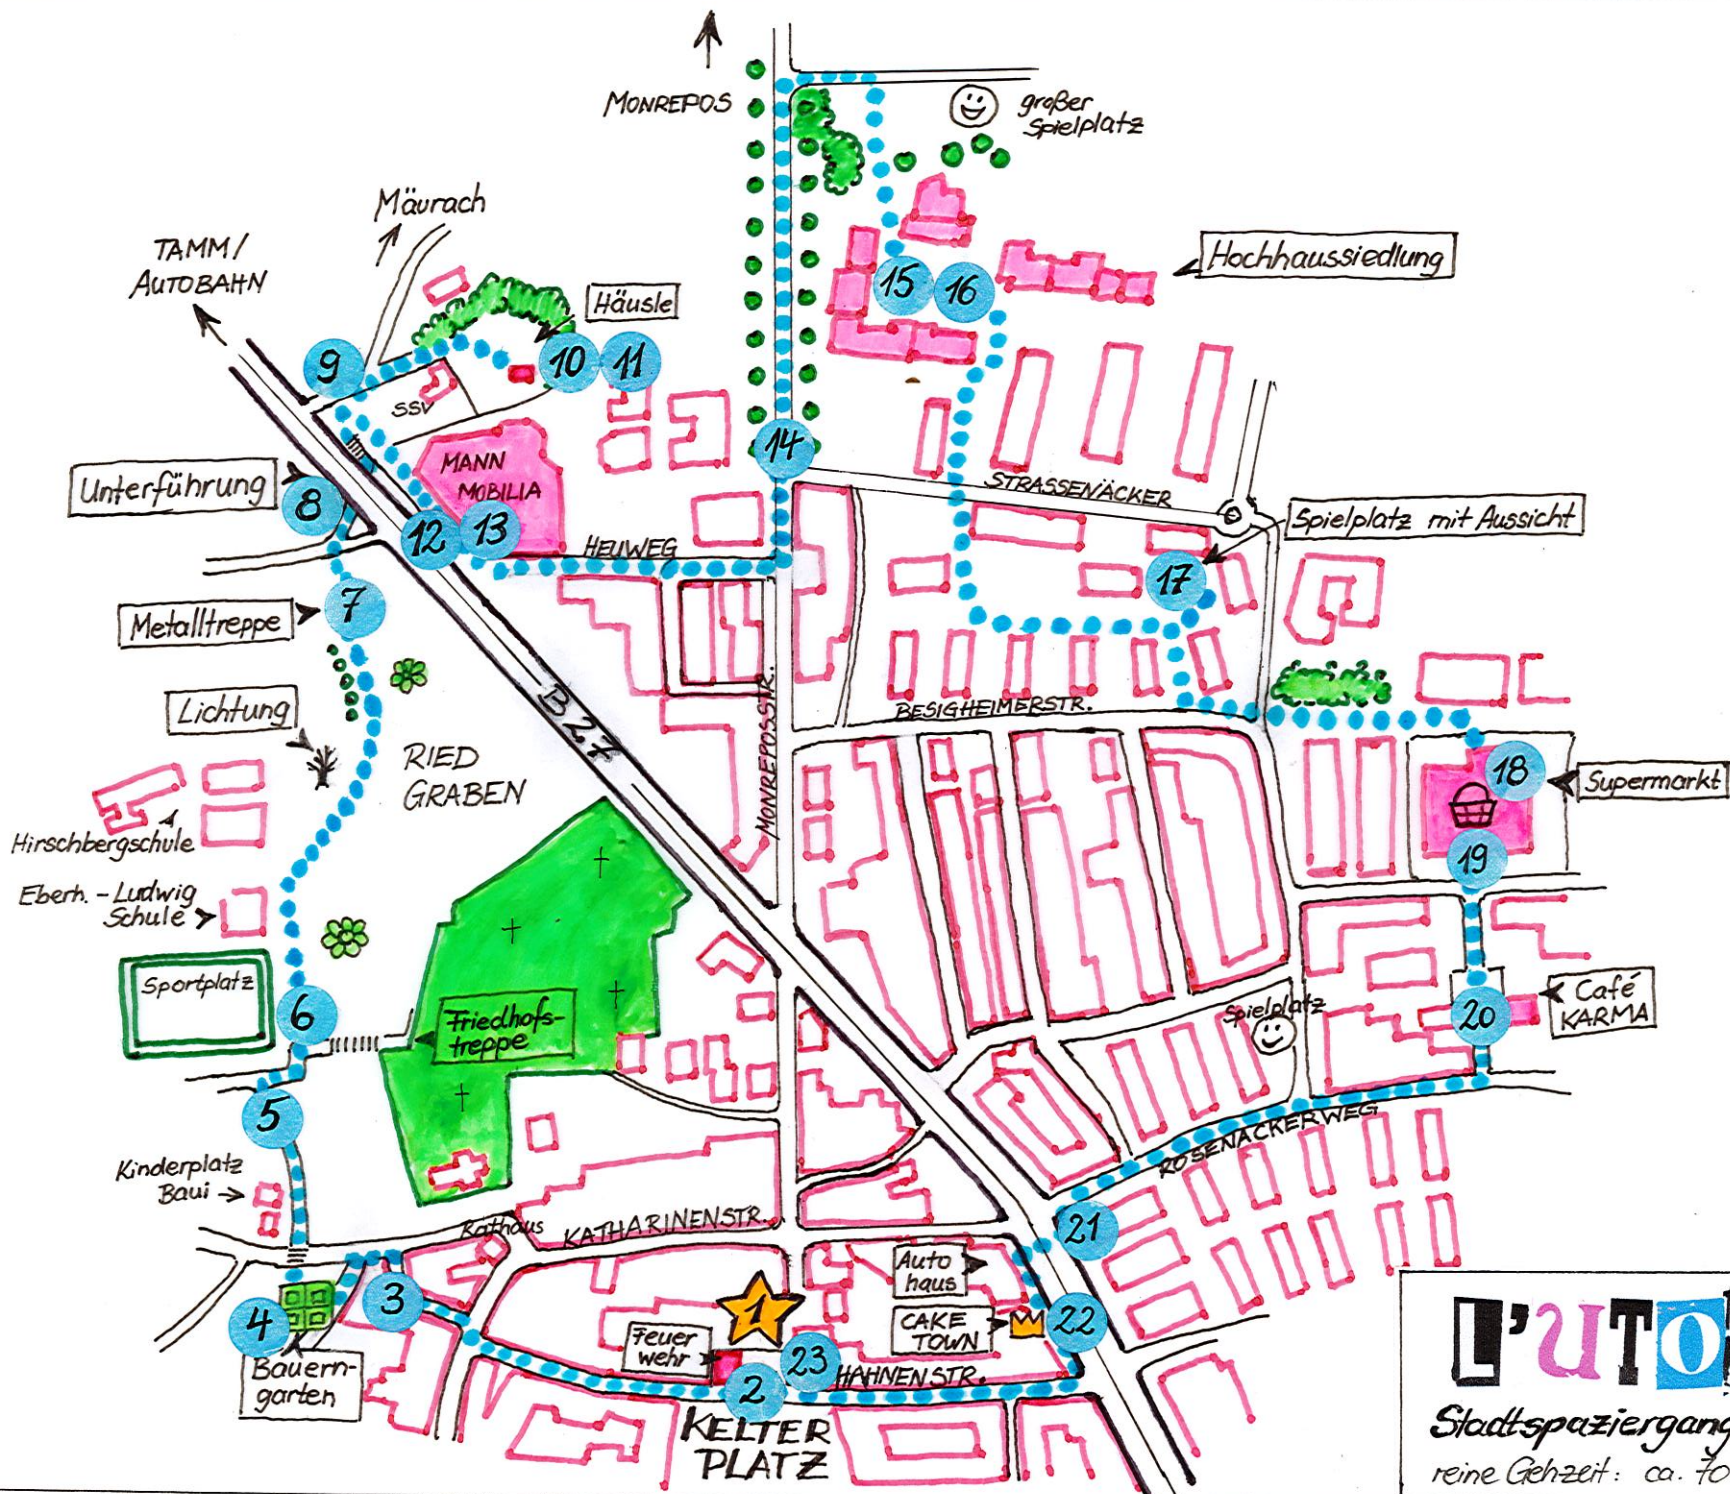 MONREPOS
großer
Spielplatz
Mäurach
TAMM/
AUTOBAHN
Hochhaussiedlung
Häusle
15
16
9
10
11
SSV
14
MANN
MOBILIA
STRASSENÄCKER
Unterführung
8
12
13
HEUWEG
Spielplatz mit Aussicht
17
7
Metalltreppe
Lichtung
B 27
MONREPOSSTR.
BESIGHEIMERSTR.
RIED
GRABEN
18
Supermarkt
Hirschbergschule
19
Eberh.-Ludwig
Schule
Sportplatz
6
Friedhofs-
treppe
Spielplatz
20
Café
KARMA
5
ROSENÄCKERWEG
Kinderplatz
Baui
Rathaus
KATHARINENSTR.
21
Auto
haus
3
4
1
CAKE
TOWN
22
Feuer
wehr
23
2
HAHNENSTR.
Bauern-
garten
KELTER
PLATZ
L'UTO
Stadtspaziergang
reine Gehzeit: ca. 70